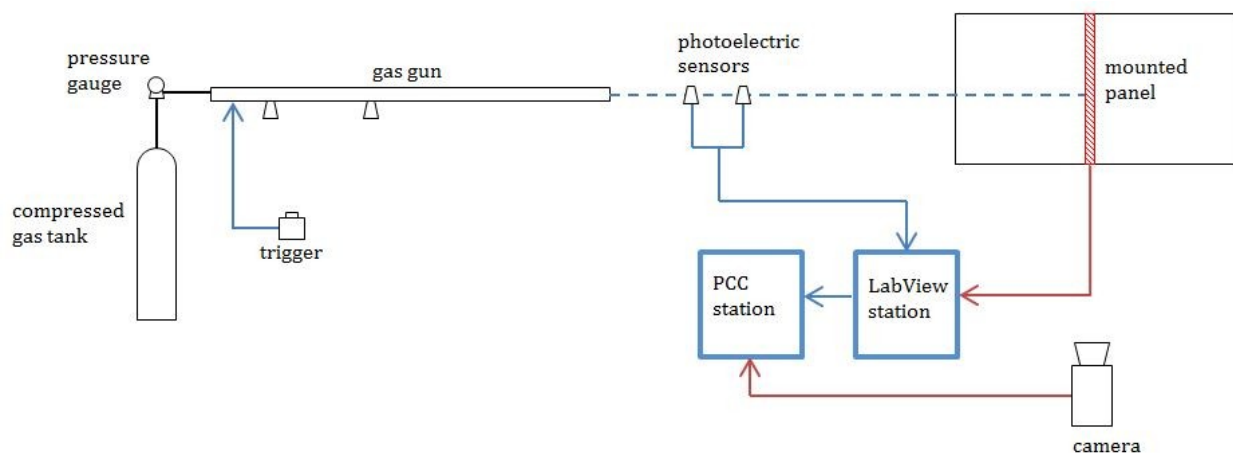 pressure
gauge
gas gun
photoelectric
sensors
mounted
panel
compressed
gas tank
trigger
PCC
station
LabView
station
camera